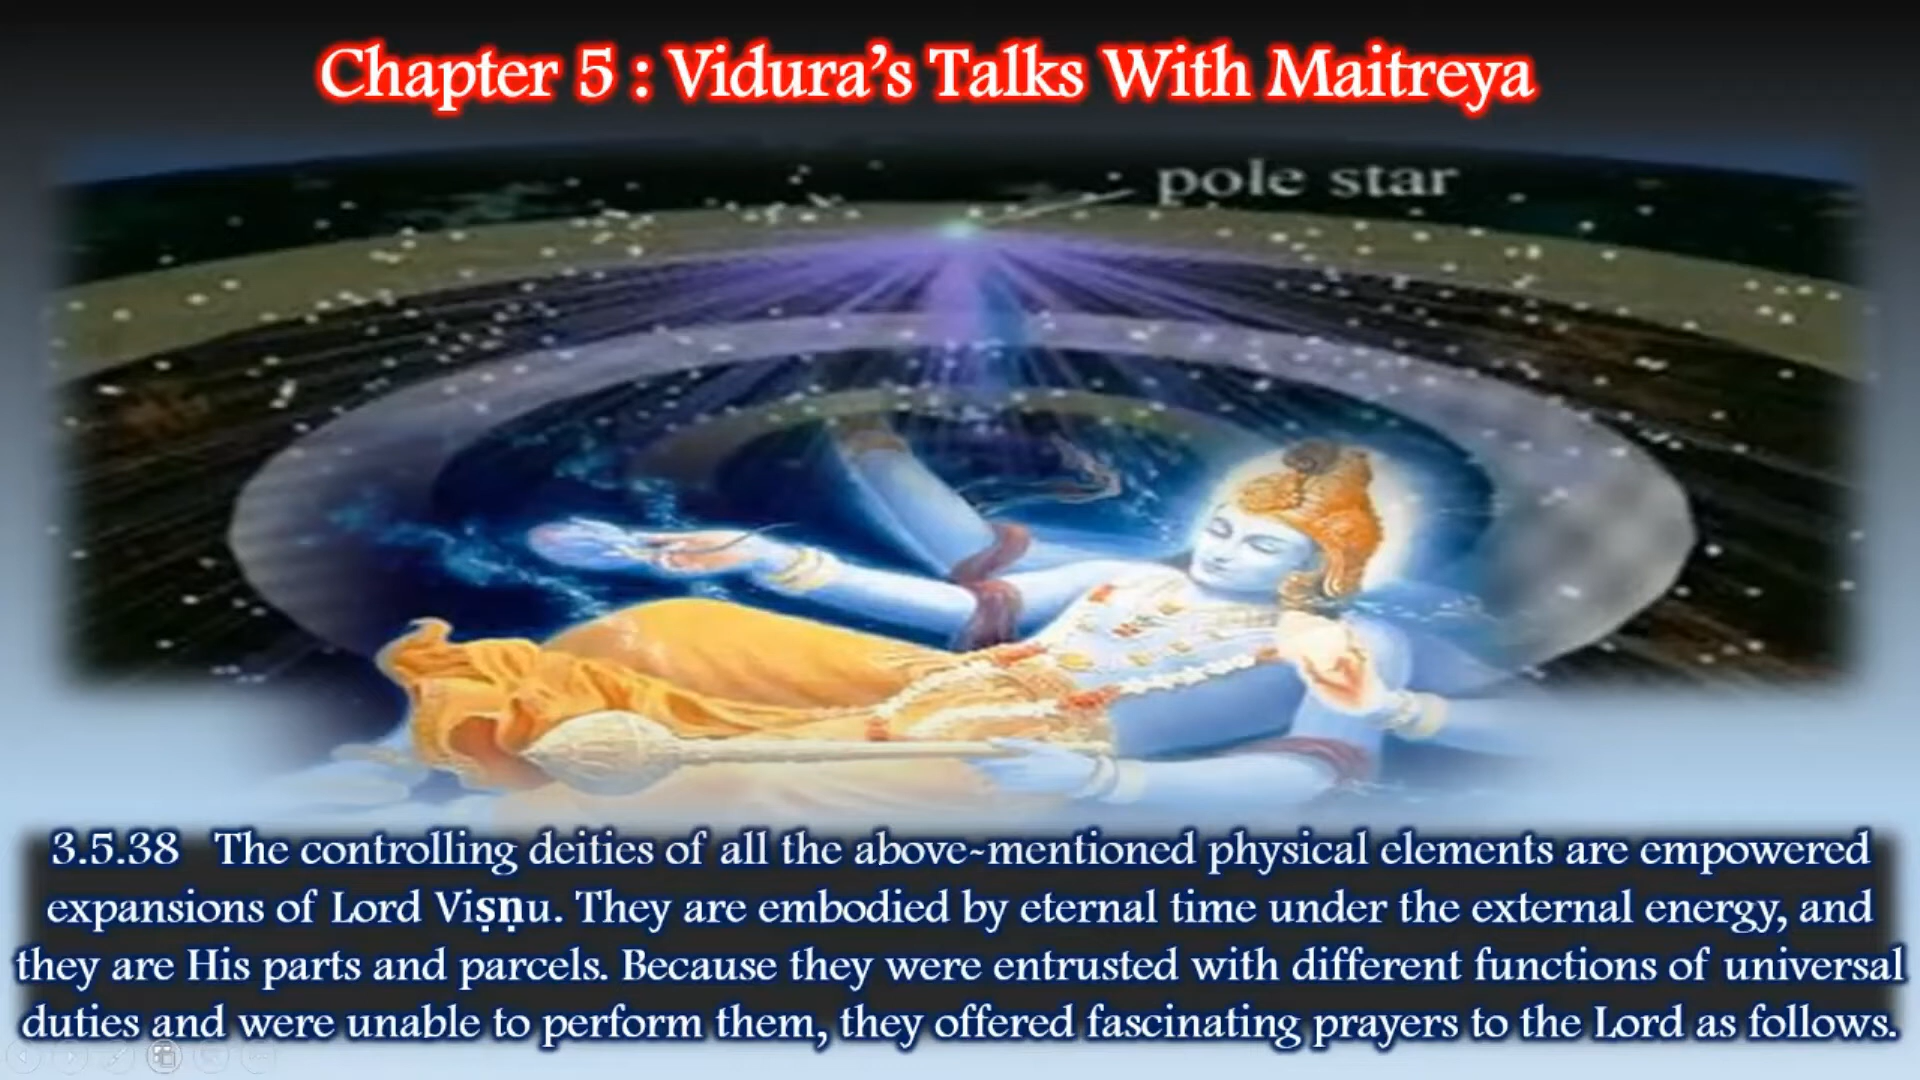 Chapter 5 : Vidura's Talks With Maitreya
pole star
3.5.38 The controlling deities of all the above-mentioned physical elements are empowered
expansions of Lord Viṣṇu. They are embodied by eternal time under the external energy, and
they are His parts and parcels. Because they were entrusted with different functions of universal
duties and were unable to perform them, they offered fascinating prayers to the Lord as follows.